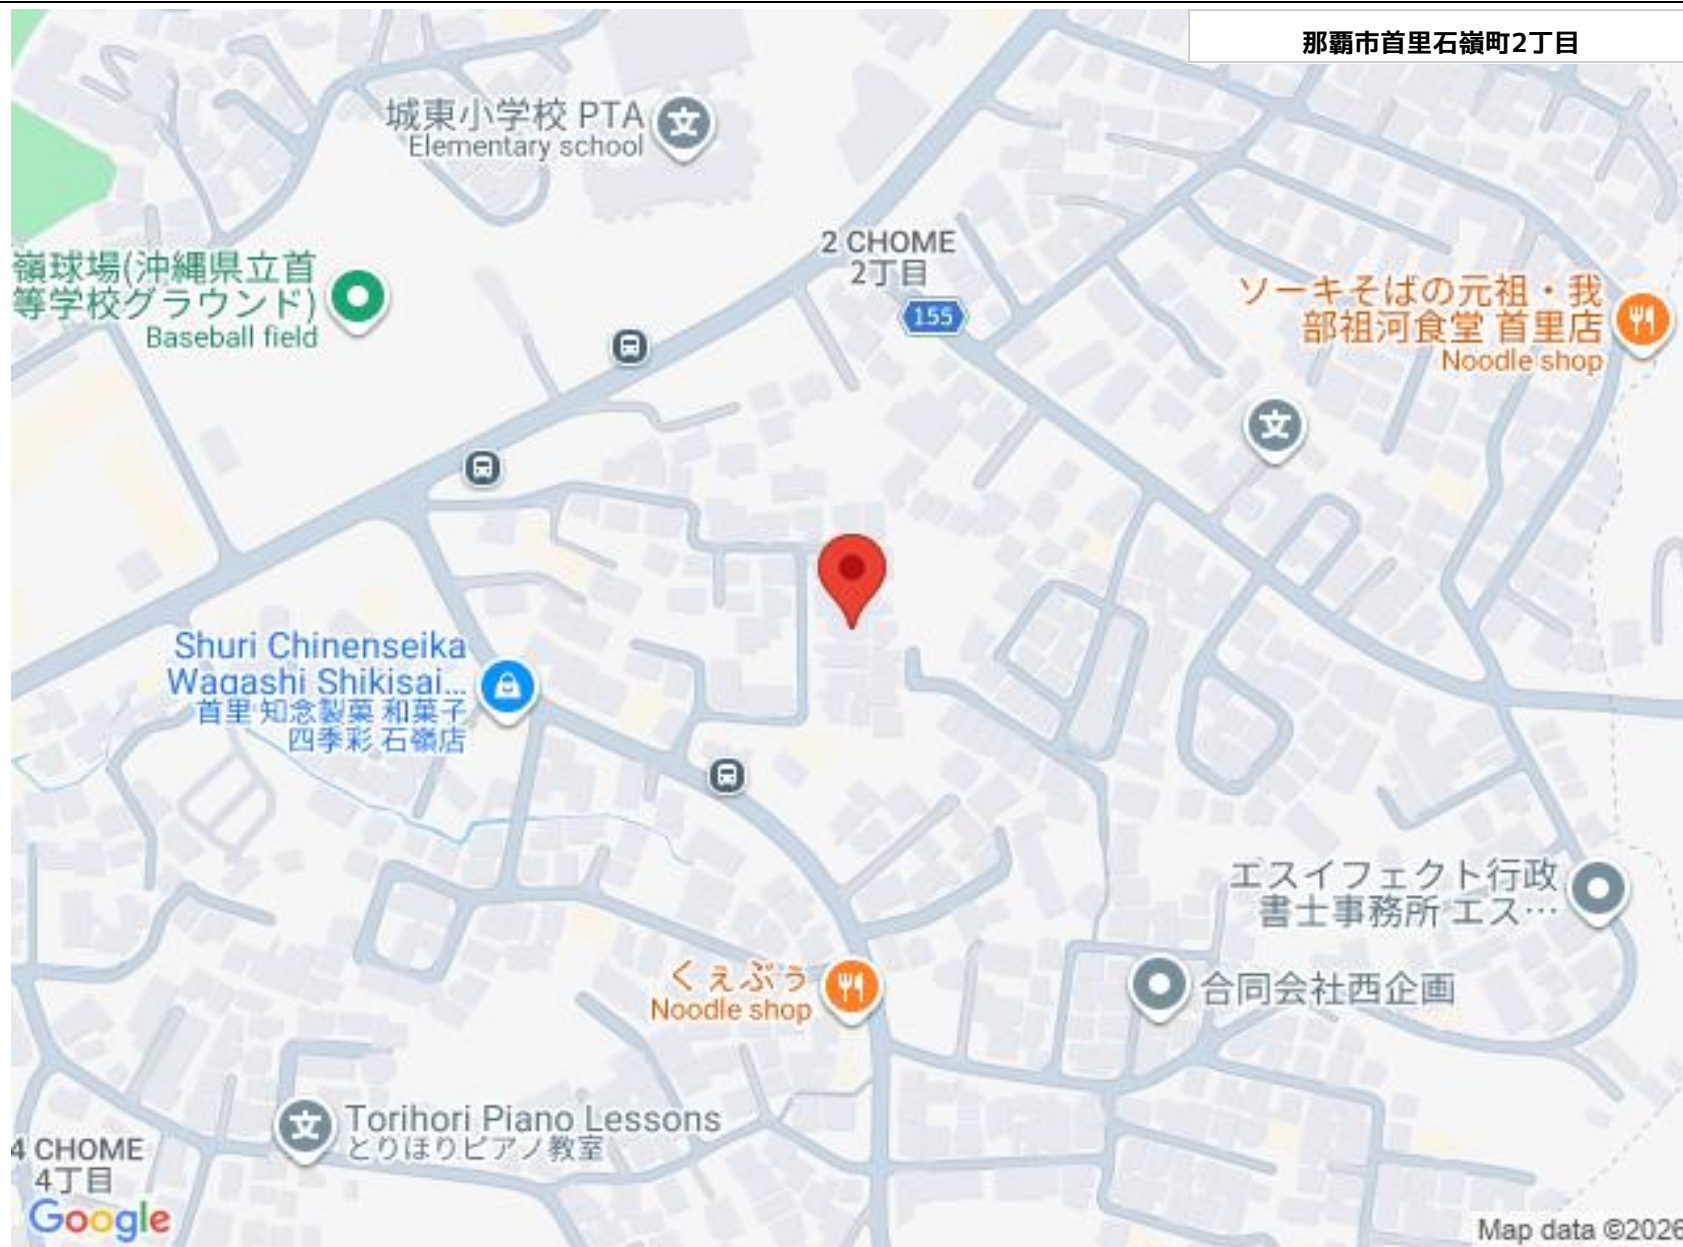 那覇市首里石嶺町2丁目
城東小学校 PTA
Elementary school
2 CHOME
2丁目
嶺球場(沖縄県立首
等学校グラウンド)
Baseball field
155
ソーキそばの元祖・我
部祖河食堂 首里店
Noodle shop
文
文
Shuri Chinenseika
Wagashi Shikisai...
首里 知念製菓 和菓子
四季彩 石嶺店
エスイフェクト行政
書士事務所 エス…
くぇぶぅ
Noodle shop
合同会社西企画
文
Torihori Piano Lessons
とりほりピアノ教室
4 CHOME
4丁目
Google
Map data ©2026